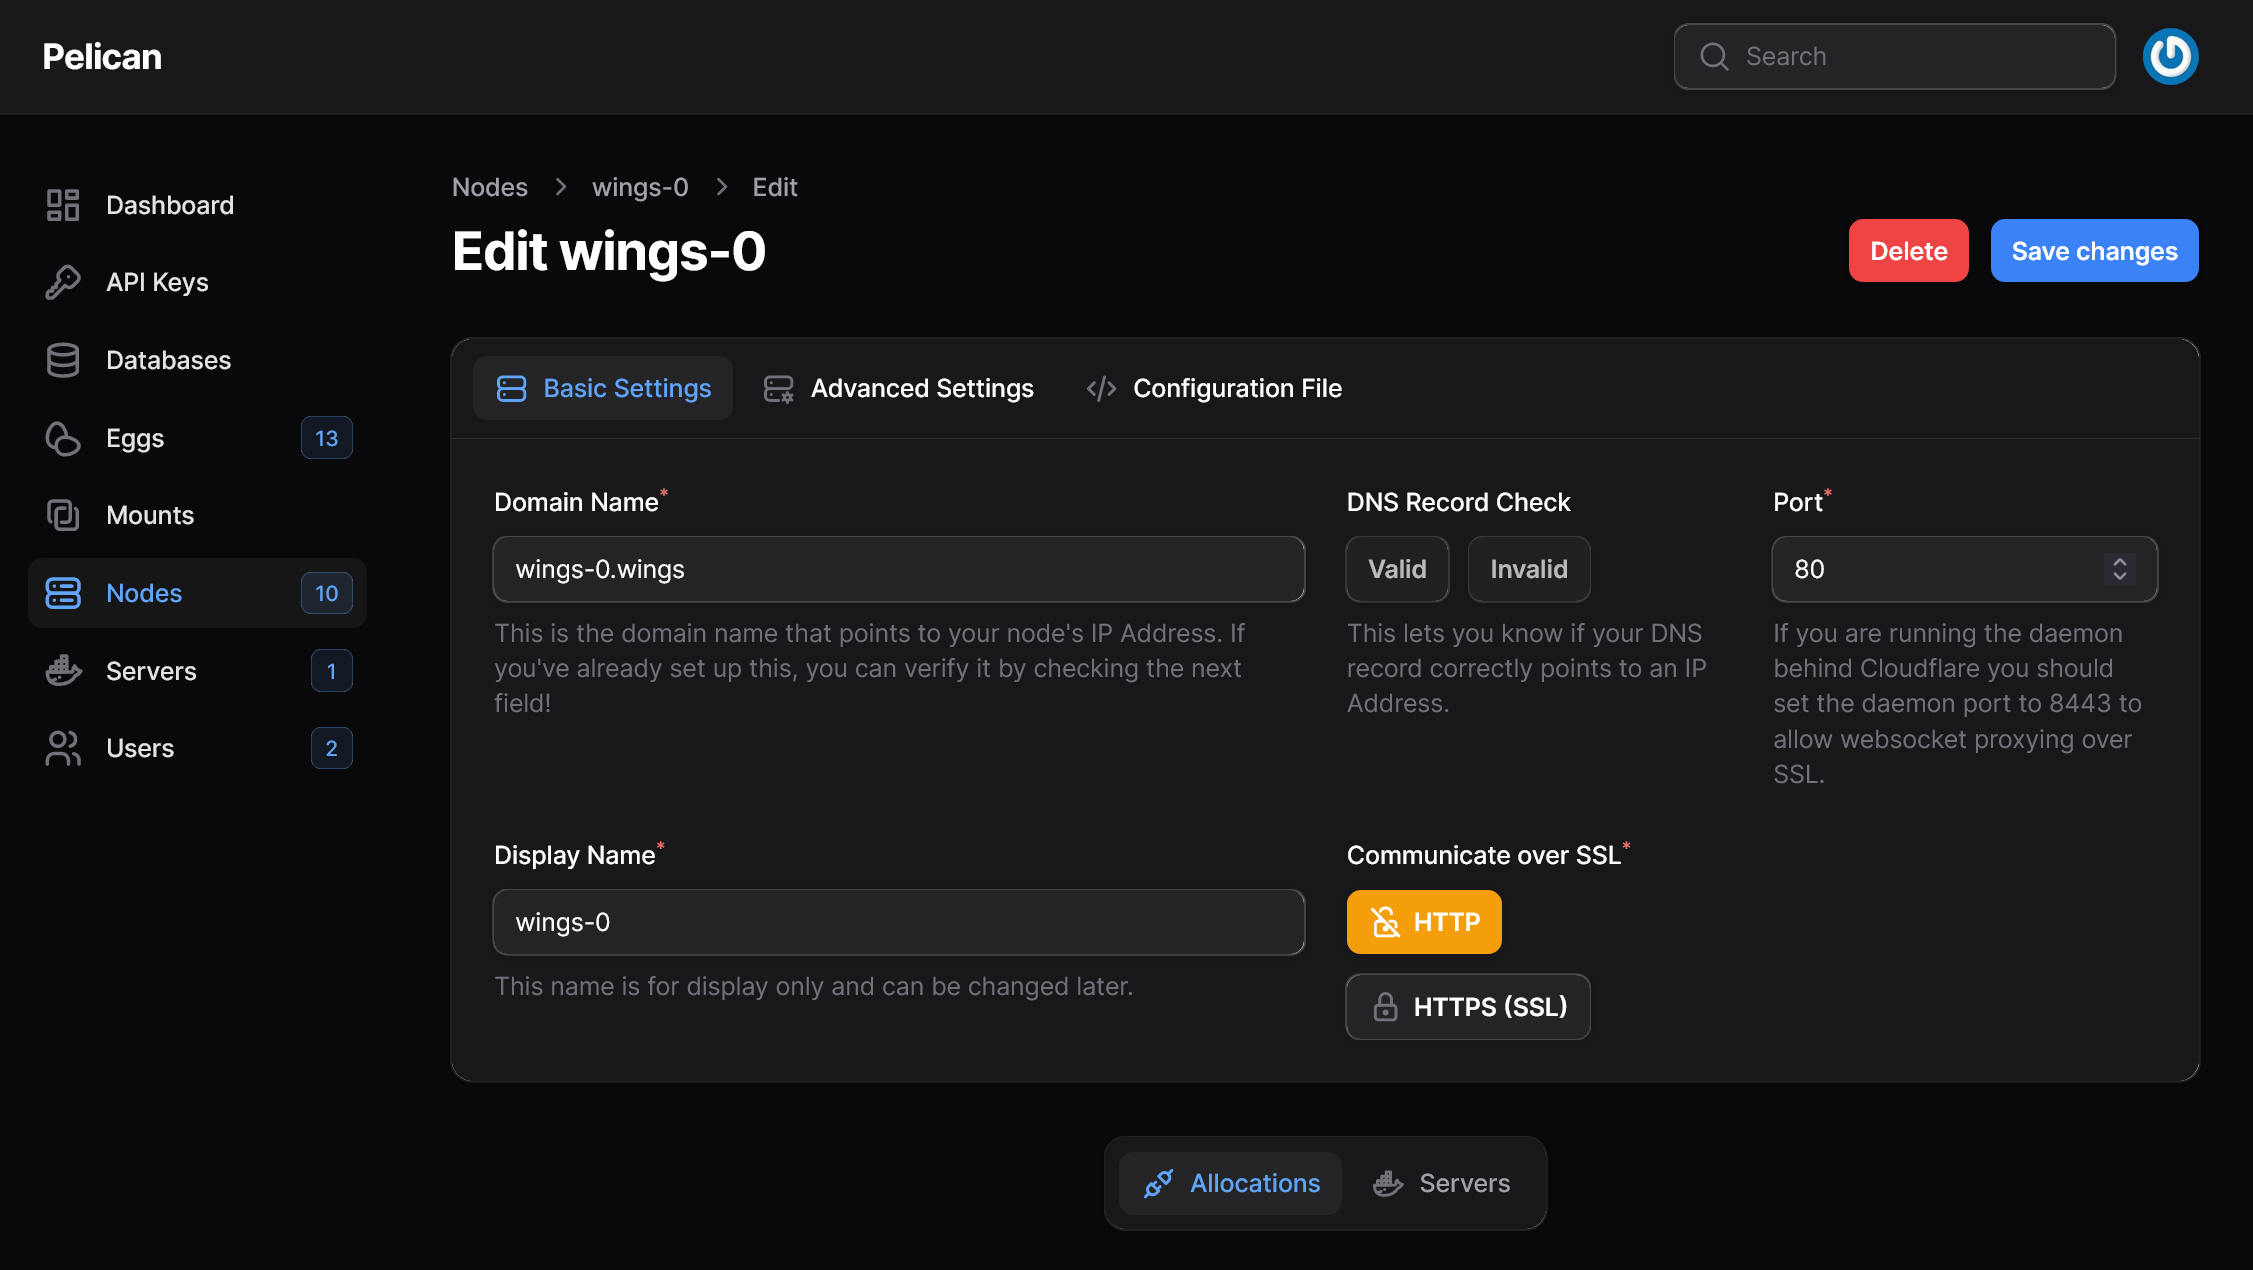 Pelican
Search
Dashboard
API Keys
Databases
Eggs 13
Mounts
Nodes 10
Servers 1
Users 2
Nodes > wings-0 > Edit
Edit wings-0
Delete
Save changes
Basic Settings
Advanced Settings
</> Configuration File
Domain Name*
wings-0.wings
This is the domain name that points to your node's IP Address. If
you've already set up this, you can verify it by checking the next
field!
DNS Record Check
Valid
Invalid
This lets you know if your DNS
record correctly points to an IP
Address.
Port*
80
If you are running the daemon
behind Cloudflare you should
set the daemon port to 8443 to
allow websocket proxying over
SSL.
Display Name*
wings-0
This name is for display only and can be changed later.
Communicate over SSL*
HTTP
HTTPS (SSL)
Allocations
Servers